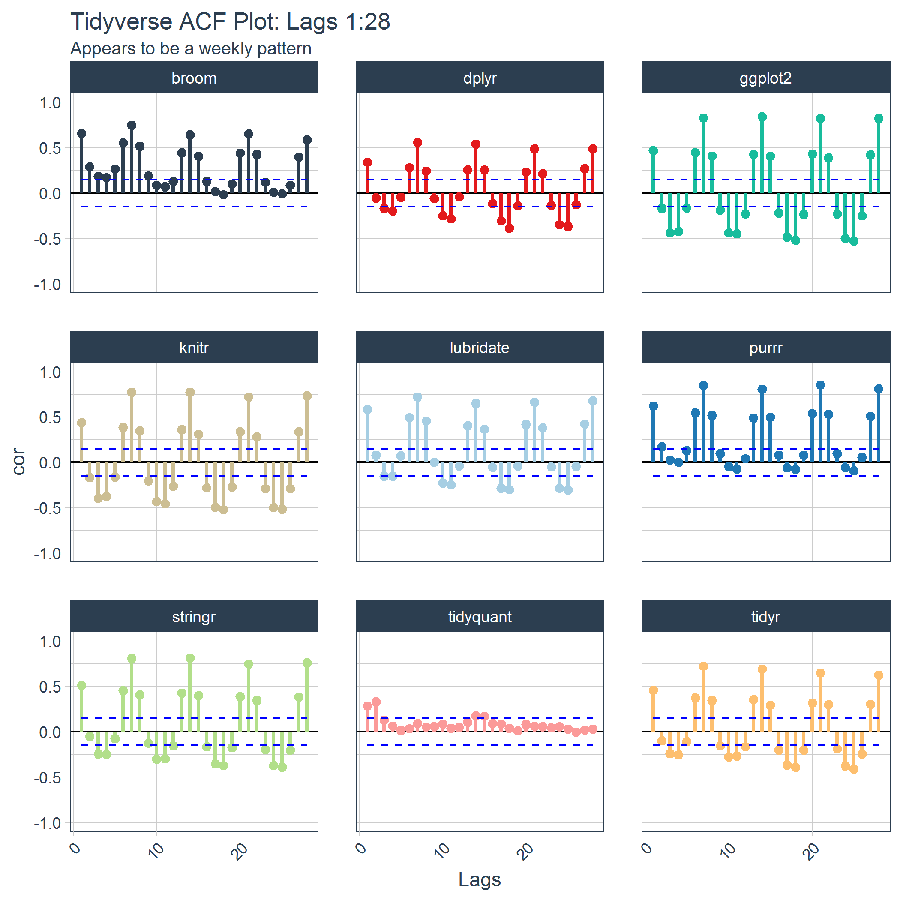 Tidyverse ACF Plot: Lags 1:28
Appears to be a weekly pattern
broom dplyr ggplot2
1.0
0.5
0.0
-0.5
-1.0
knitr lubridate purrr
1.0
0.5
0.0
-0.5
-1.0
cor
stringr tidyquant tidyr
1.0
0.5
0.0
-0.5
-1.0
0 10 20 0 10 20 0 10 20
Lags